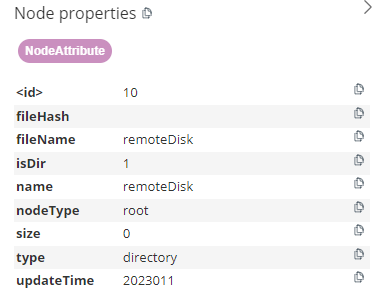 Node properties
NodeAttribute
<id> 10
fileHash
fileName remoteDisk
isDir 1
name remoteDisk
nodeType root
size 0
type directory
updateTime 2023011